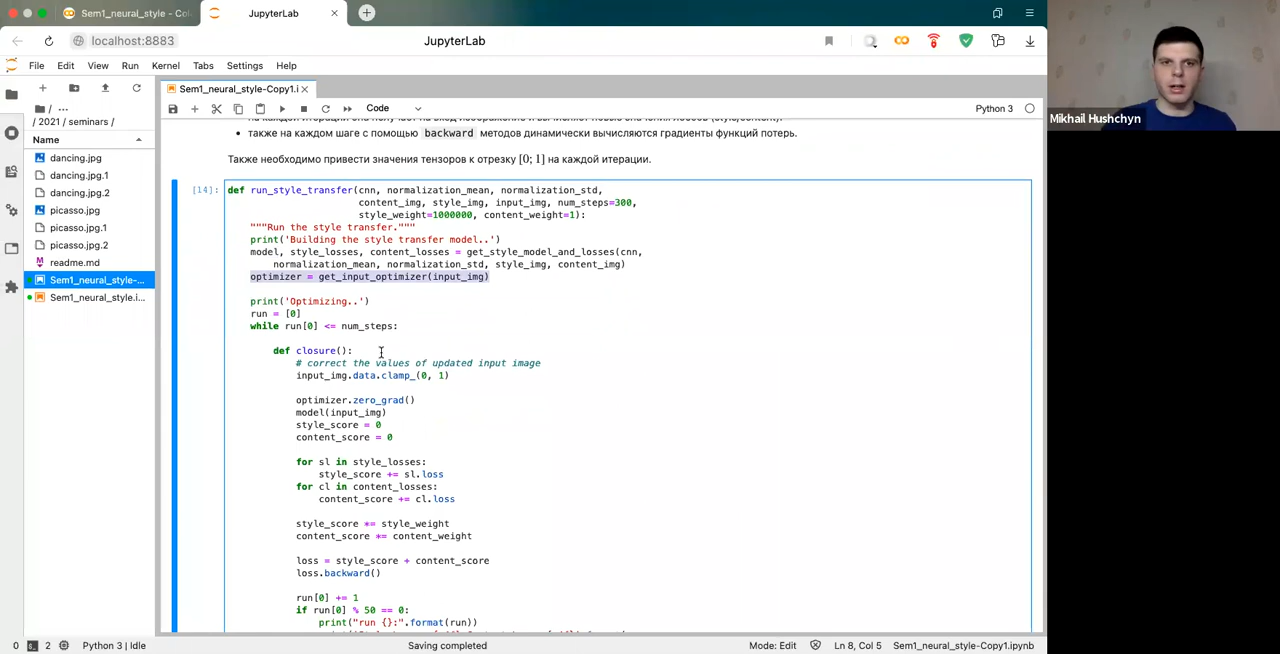 Sem1_neural_style - Col
JupyterLab
localhost:8883
JupyterLab
File Edit View Run Kernel Tabs Settings Help
Sem1_neural_style-Copy1.i
Code
Python 3
/ ...
/ 2021 / seminars /
Name
dancing.jpg
dancing.jpg.1
dancing.jpg.2
picasso.jpg
picasso.jpg.1
picasso.jpg.2
readme.md
Sem1_neural_style-...
Sem1_neural_style.i...
• также на каждом шаге с помощью backward методов динамически вычисляются градиенты функций потерь.
Также необходимо привести значения тензоров к отрезку [0; 1] на каждой итерации.
[14]:
def run_style_transfer(cnn, normalization_mean, normalization_std,
content_img, style_img, input_img, num_steps=300,
style_weight=1000000, content_weight=1):
"""Run the style transfer."""
print('Building the style transfer model..')
model, style_losses, content_losses = get_style_model_and_losses(cnn,
normalization_mean, normalization_std, style_img, content_img)
optimizer = get_input_optimizer(input_img)
print('Optimizing..')
run = [0]
while run[0] <= num_steps:
def closure():
# correct the values of updated input image
input_img.data.clamp_(0, 1)
optimizer.zero_grad()
model(input_img)
style_score = 0
content_score = 0
for sl in style_losses:
style_score += sl.loss
for cl in content_losses:
content_score += cl.loss
style_score *= style_weight
content_score *= content_weight
loss = style_score + content_score
loss.backward()
run[0] += 1
if run[0] % 50 == 0:
print("run {}:".format(run))
0 2 Python 3 | Idle
Saving completed
Mode: Edit
Ln 8, Col 5
Sem1_neural_style-Copy1.ipynb
Mikhail Hushchyn